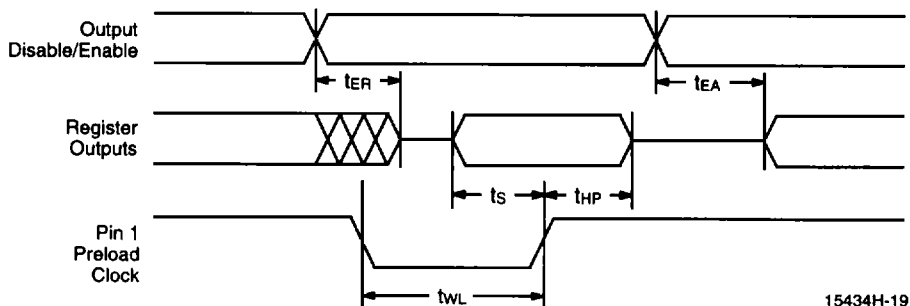 Output
Disable/Enable
tER
tEA
Register
Outputs
tS
tHP
Pin 1
Preload
Clock
tWL
15434H-19